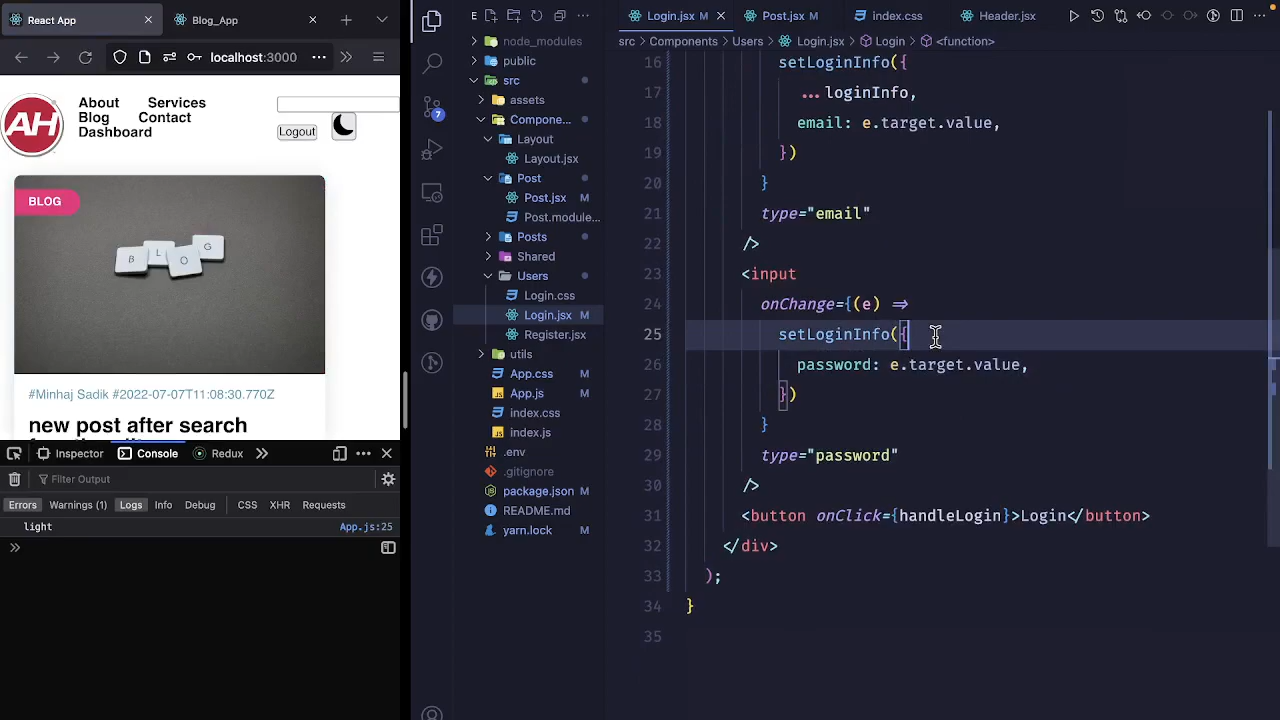 React App
Blog_App
localhost:3000
AH
About Services
Blog Contact
Dashboard
Logout
BLOG
B L O G
#Minhaj Sadik #2022-07-07T11:08:30.770Z
new post after search
Inspector Console Redux
Filter Output
Errors Warnings (1) Logs Info Debug CSS XHR Requests
light App.js:25
E
node_modules
public
src
assets
Compone...
Layout
Layout.jsx
Post
Post.jsx M
Post.module...
Posts
Shared
Users
Login.css
Login.jsx M
Register.jsx
utils
App.css
App.js M
index.css
index.js
.env
.gitignore
package.json M
README.md
yarn.lock
7
Login.jsx M Post.jsx M index.css Header.jsx
src Components Users Login.jsx Login <function>
16 setLoginInfo({
17 ...loginInfo,
18 email: e.target.value,
19 })
20 }
21 type="email"
22 />
23 <input
24 onChange={(e) =>
25 setLoginInfo({
26 password: e.target.value,
27 })
28 }
29 type="password"
30 />
31 <button onClick={handleLogin}>Login</button>
32 </div>
33 );
34 }
35